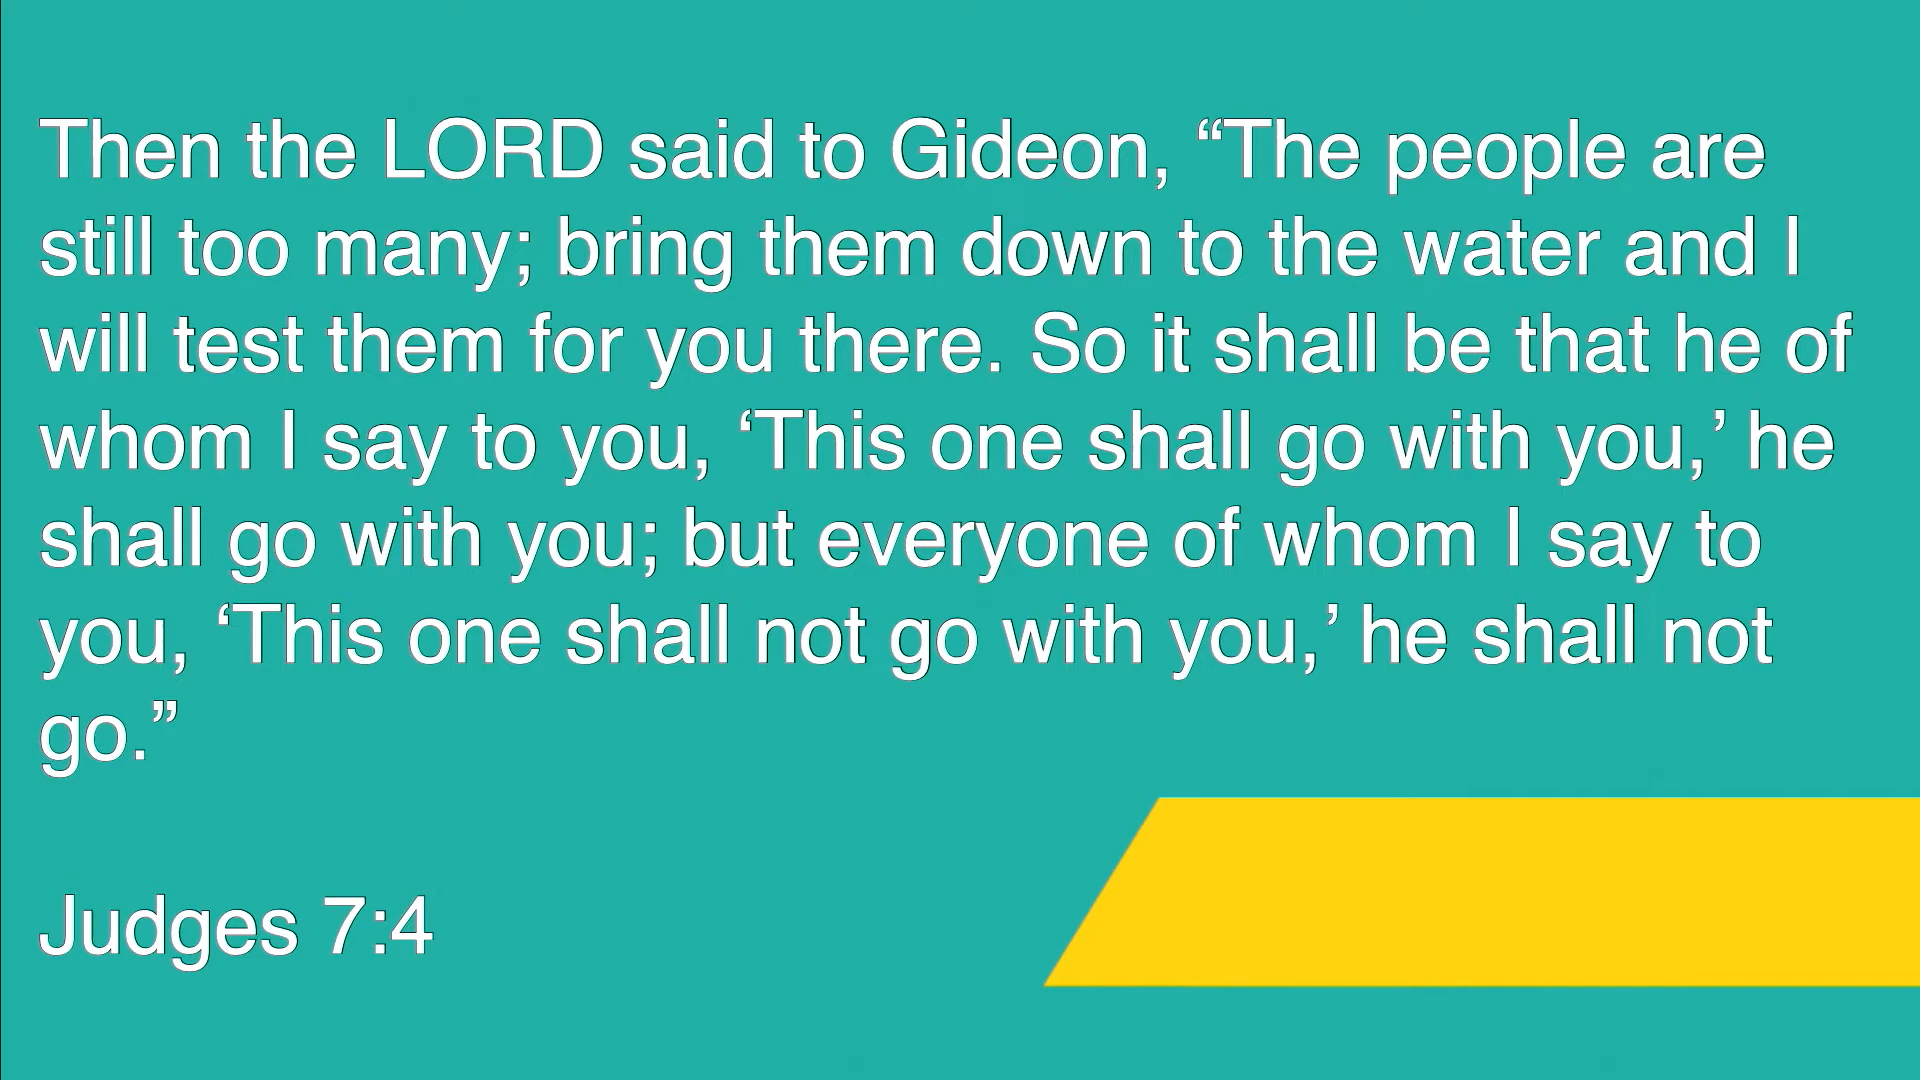 Then the LORD said to Gideon, “The people are
still too many; bring them down to the water and I
will test them for you there. So it shall be that he of
whom I say to you, ‘This one shall go with you,’ he
shall go with you; but everyone of whom I say to
you, ‘This one shall not go with you,’ he shall not
go.”
Judges 7:4